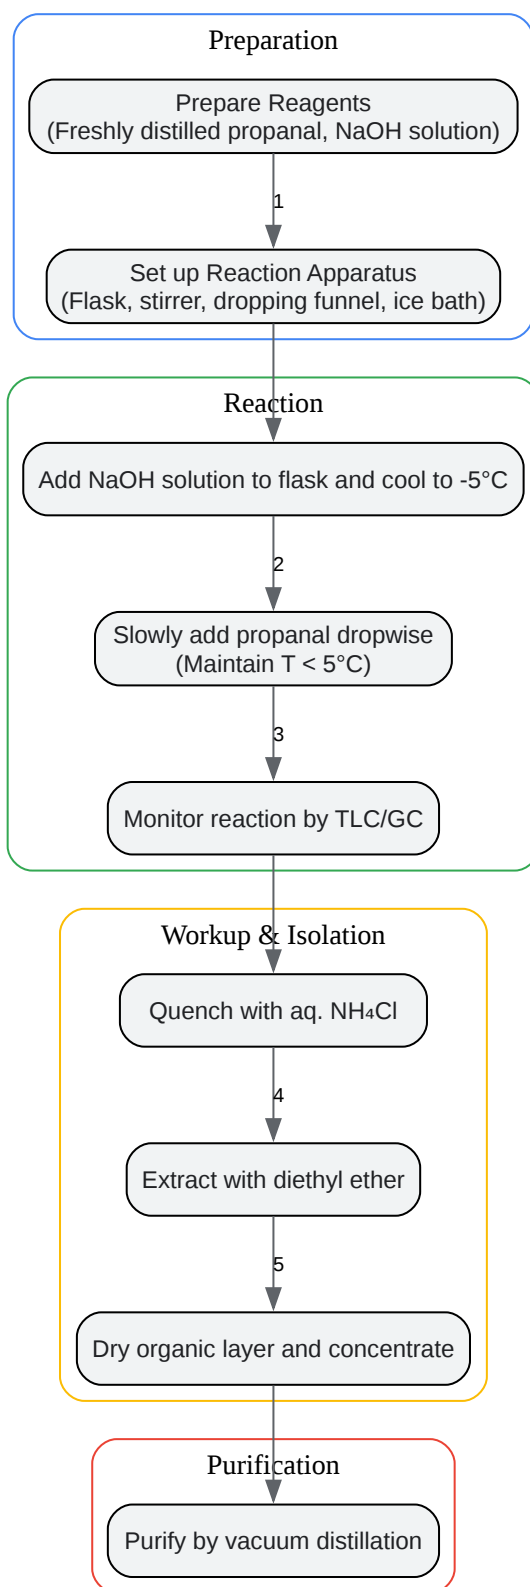 Preparation
Prepare Reagents
(Freshly distilled propanal, NaOH solution)
1
Set up Reaction Apparatus
(Flask, stirrer, dropping funnel, ice bath)
Reaction
Add NaOH solution to flask and cool to -5°C
2
Slowly add propanal dropwise
(Maintain T < 5°C)
3
Monitor reaction by TLC/GC
Workup & Isolation
Quench with aq. NH₄Cl
4
Extract with diethyl ether
5
Dry organic layer and concentrate
Purification
Purify by vacuum distillation